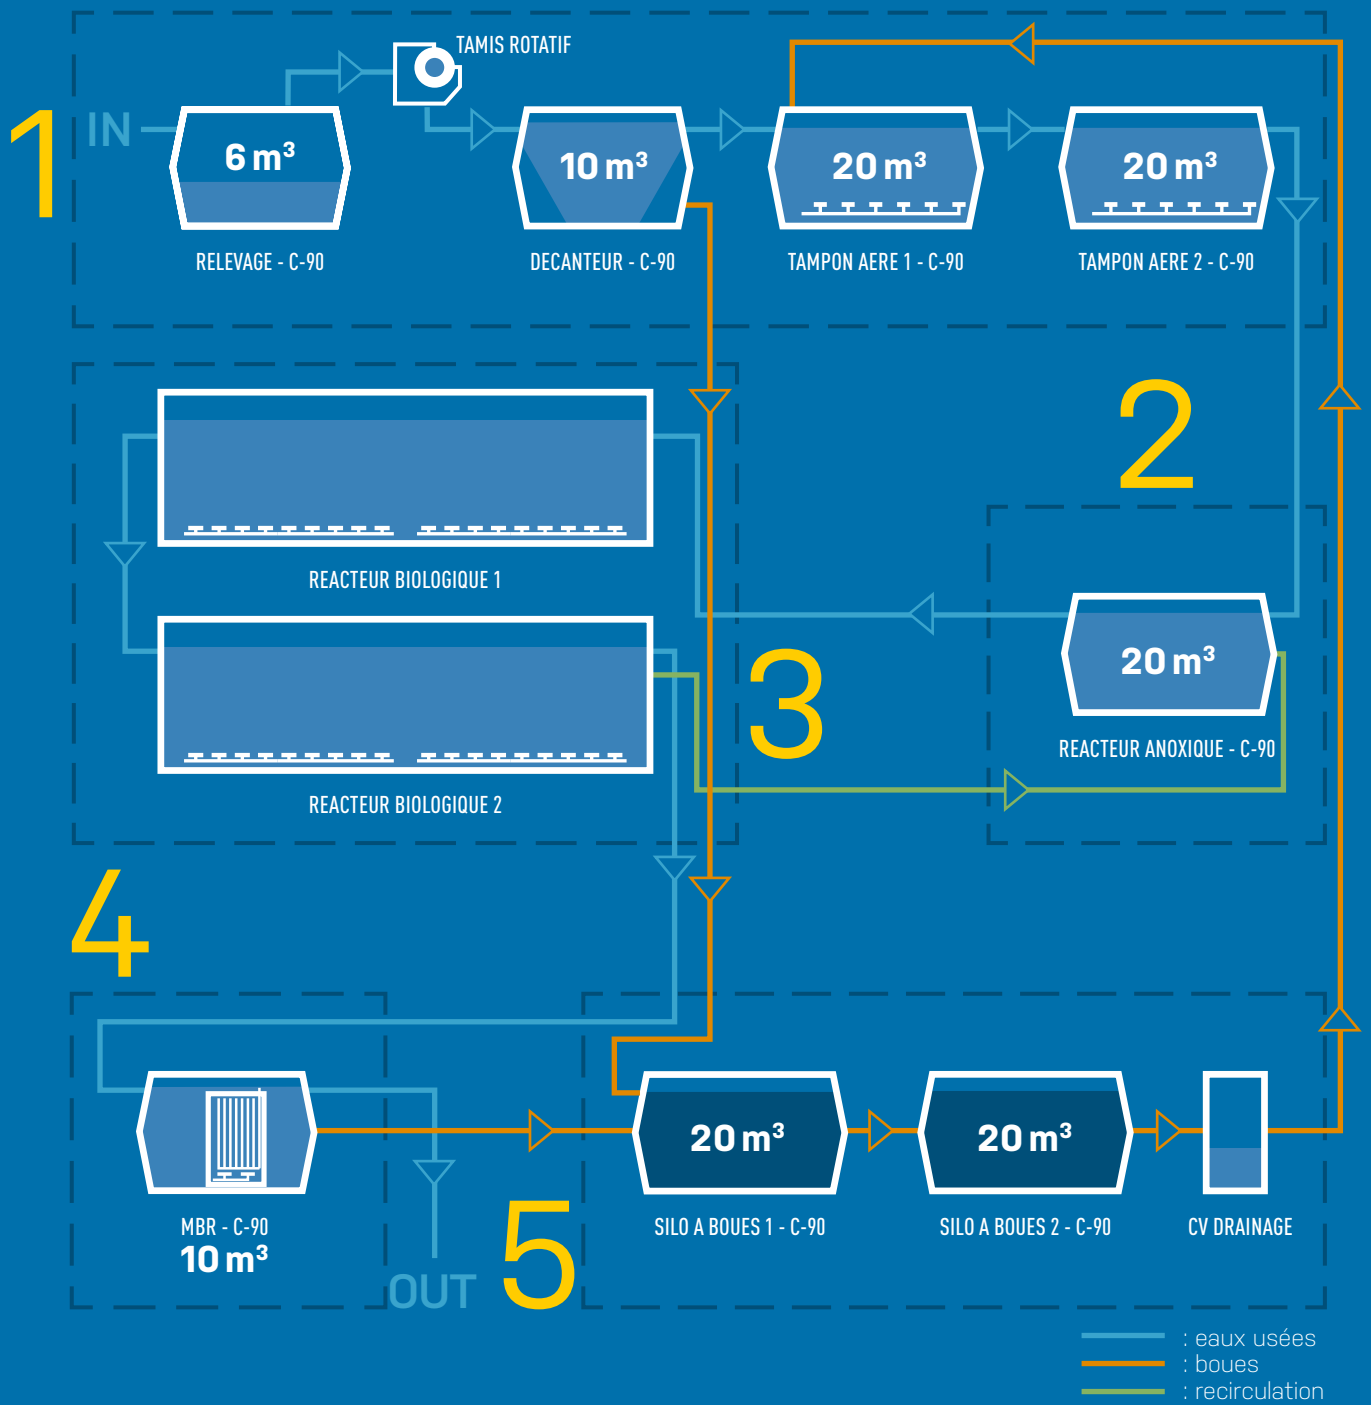 1
IN
TAMIS ROTATIF
6 m³
10 m³
20 m³
20 m³
RELEVAGE - C-90
DECANTEUR - C-90
TAMPON AERE 1 - C-90
TAMPON AERE 2 - C-90
2
REACTEUR BIOLOGIQUE 1
20 m³
REACTEUR ANOXIQUE - C-90
3
REACTEUR BIOLOGIQUE 2
4
MBR - C-90
10 m³
OUT
5
20 m³
20 m³
SILO A BOUES 1 - C-90
SILO A BOUES 2 - C-90
CV DRAINAGE
: eaux usées
: boues
: recirculation